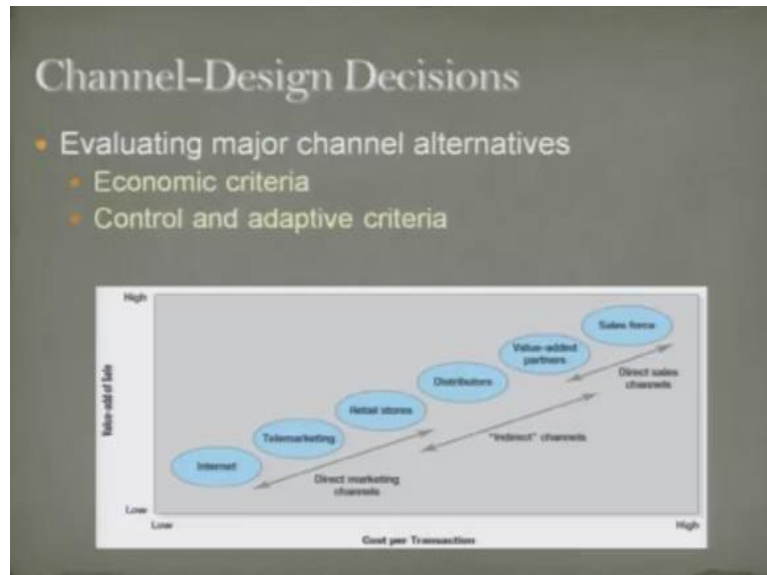 Channel-Design Decisions
Evaluating major channel alternatives
Economic criteria
Control and adaptive criteria
High
Sales force
Value-added
partners
Direct sales
channels
Distributors
Value-add of Sale
Retail stores
"Indirect" channels
Telemarketing
Internet
Direct marketing
channels
Low
Low
High
Cost per Transaction